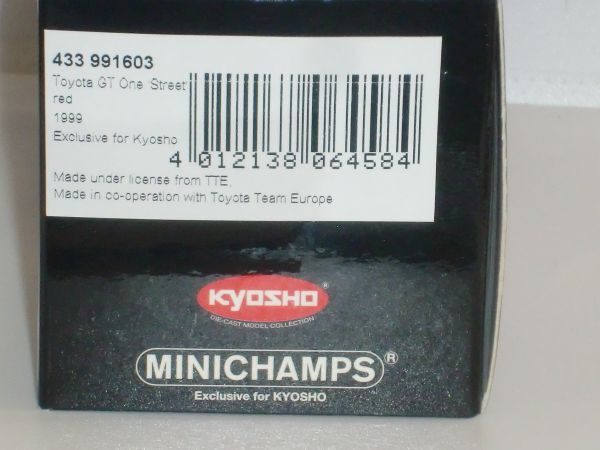 433 991603
Toyota GT One 'Street'
red
1999
Exclusive for Kyosho
4 012138 064584
Made under license from TTE,
Made in co-operation with Toyota Team Europe
KYOSHO®
DIE-CAST MODEL COLLECTION
MINICHAMPS®
Exclusive for KYOSHO